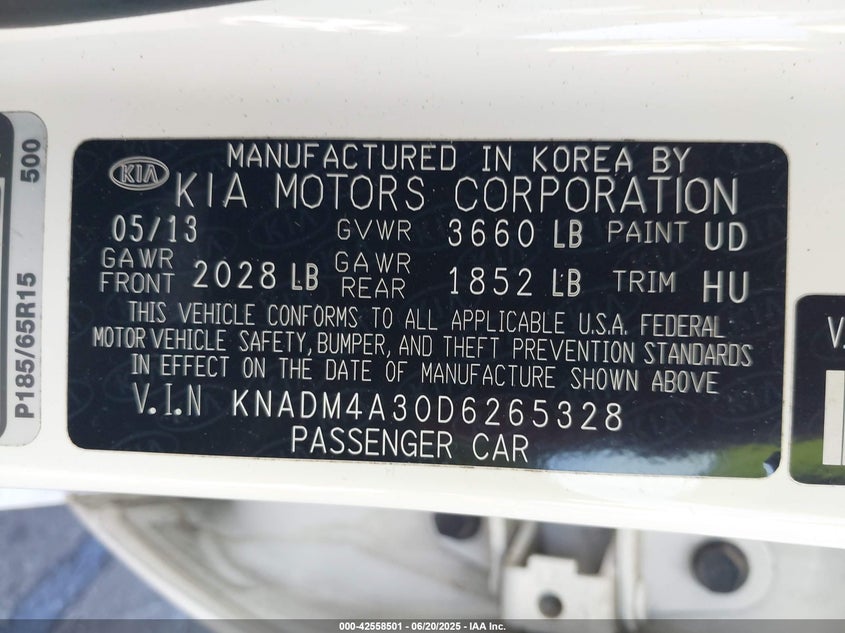 MANUFACTURED IN KOREA BY
KIA KIA MOTORS CORPORATION
05/13 GVWR 3660 LB PAINT UD
GAWR FRONT 2028 LB GAWR REAR 1852 LB TRIM HU
THIS VEHICLE CONFORMS TO ALL APPLICABLE U.S.A. FEDERAL
MOTOR VEHICLE SAFETY, BUMPER, AND THEFT PREVENTION STANDARDS
IN EFFECT ON THE DATE OF MANUFACTURE SHOWN ABOVE
V.I.N KNADM4A30D6265328
PASSENGER CAR
P185/65R15 500
000-42558501 - 06/20/2025 - IAA Inc.